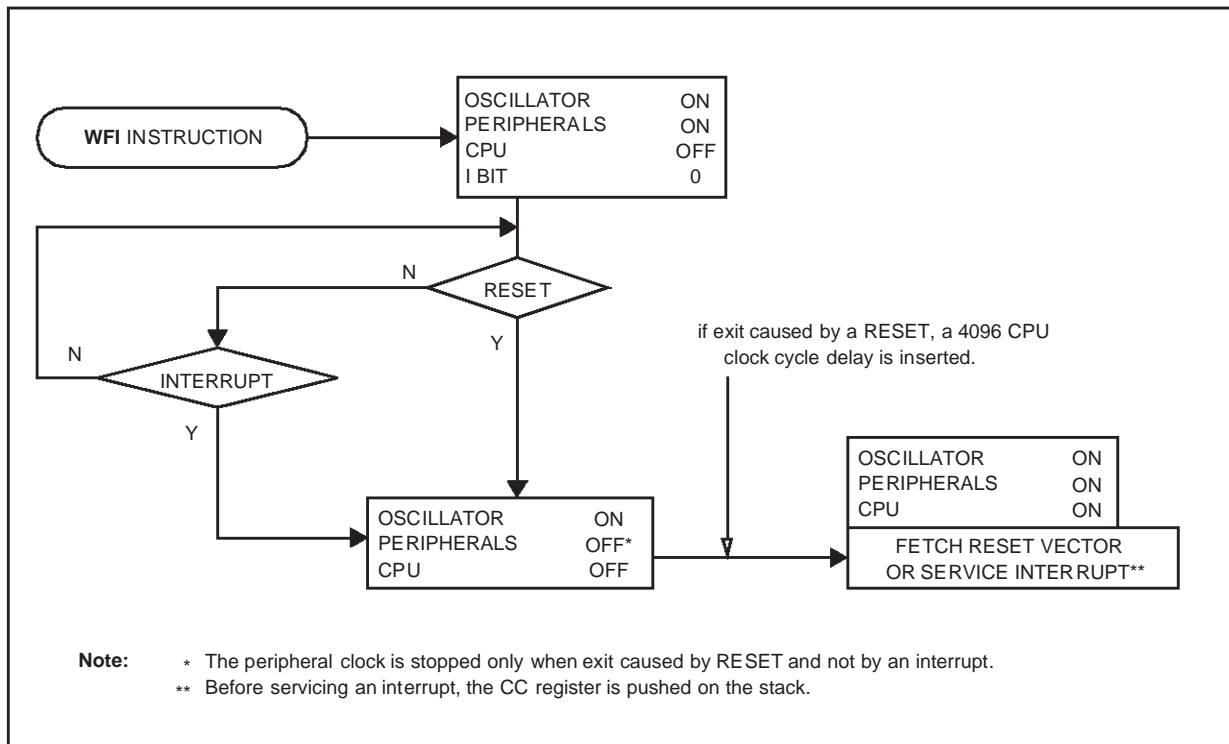 WFI INSTRUCTION
OSCILLATOR ON
PERIPHERALS ON
CPU OFF
I BIT 0
N
RESET
Y
N
INTERRUPT
Y
if exit caused by a RESET, a 4096 CPU
clock cycle delay is inserted.
OSCILLATOR ON
PERIPHERALS OFF*
CPU OFF
OSCILLATOR ON
PERIPHERALS ON
CPU ON
FETCH RESET VECTOR
OR SERVICE INTERRUPT**
Note: * The peripheral clock is stopped only when exit caused by RESET and not by an interrupt.
** Before servicing an interrupt, the CC register is pushed on the stack.